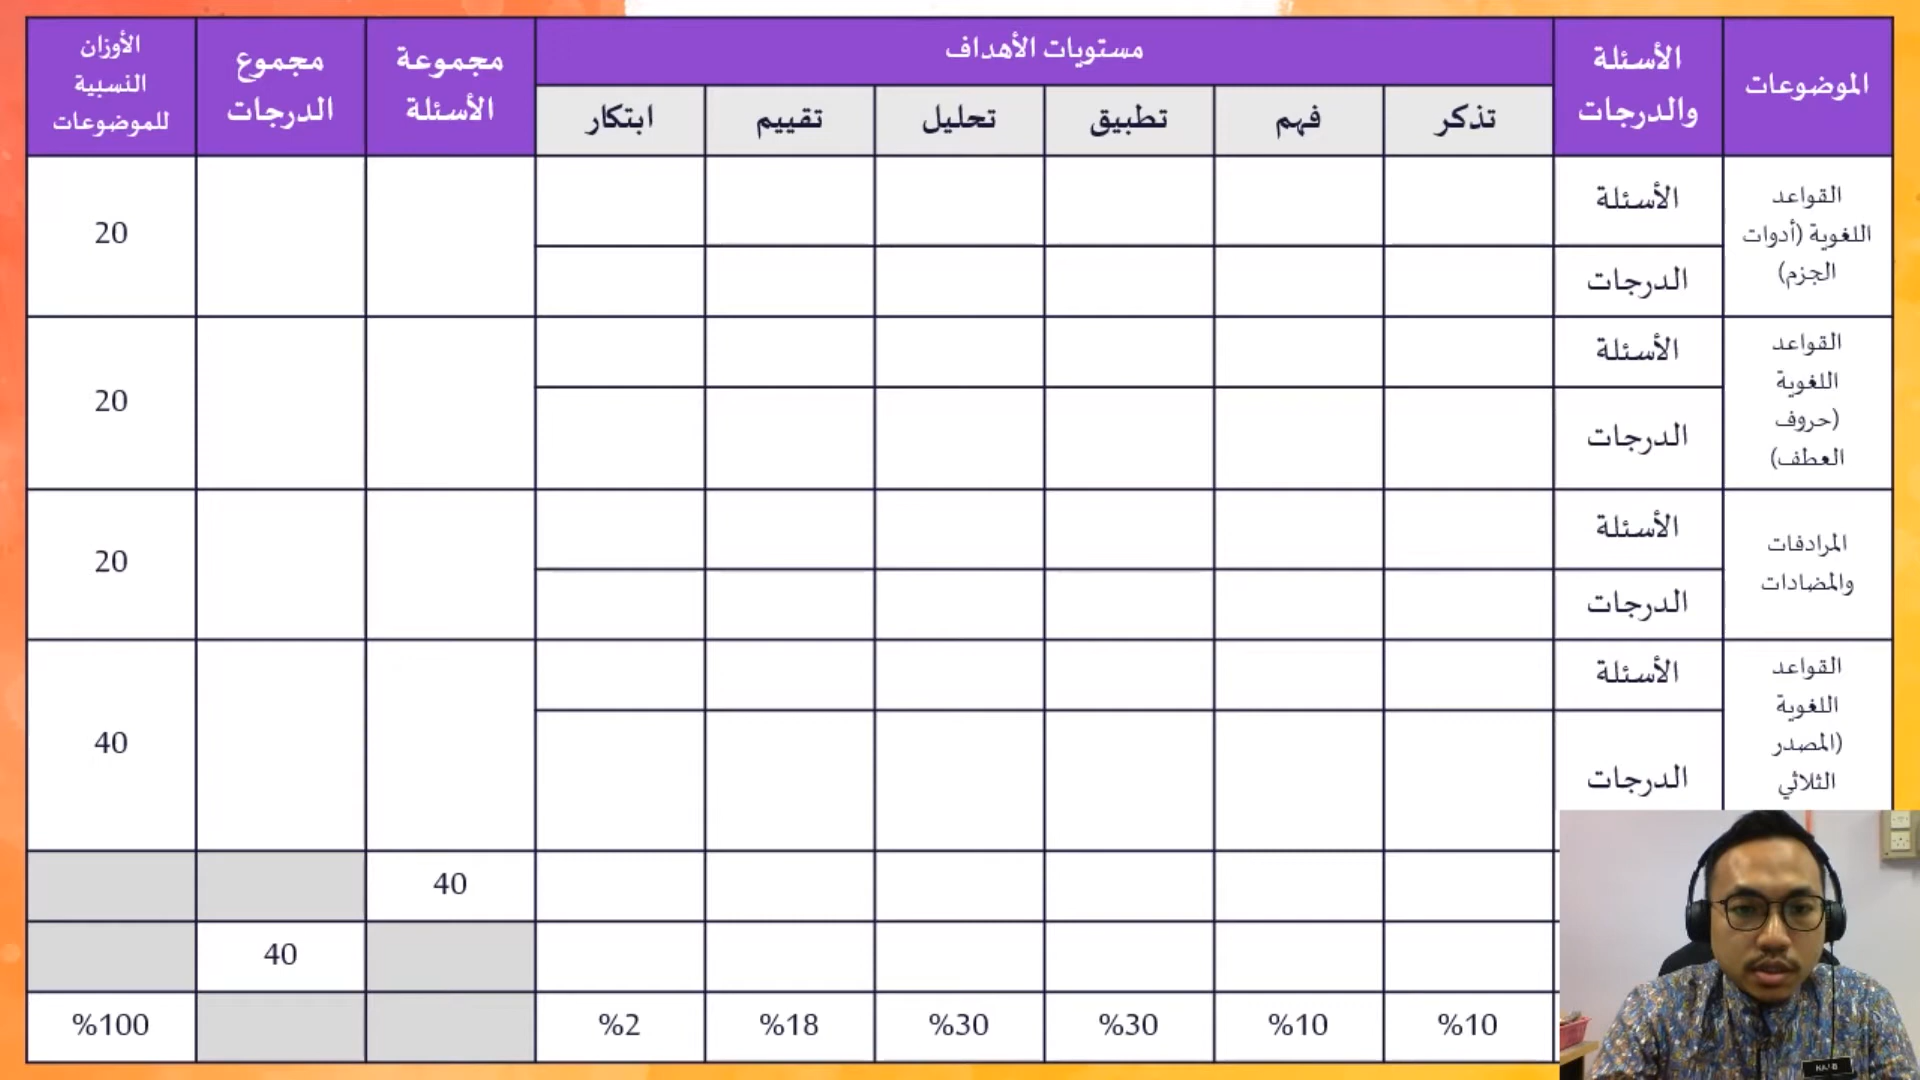 الموضوعات
الأسئلة
والدرجات
مستويات الأهداف
مجموعة
الأسئلة
مجموع
الدرجات
الأوزان
النسبية
للموضوعات
تذكر
فهم
تطبيق
تحليل
تقييم
ابتكار
القواعد
اللغوية (أدوات
الجزم)
الأسئلة
الدرجات
20
القواعد
اللغوية
(حروف
العطف)
الأسئلة
الدرجات
20
المرادفات
والمضادات
الأسئلة
الدرجات
20
القواعد
اللغوية
(المصدر
الثلاثي
الأسئلة
الدرجات
40
40
40
%10
%10
%30
%30
%18
%2
%100